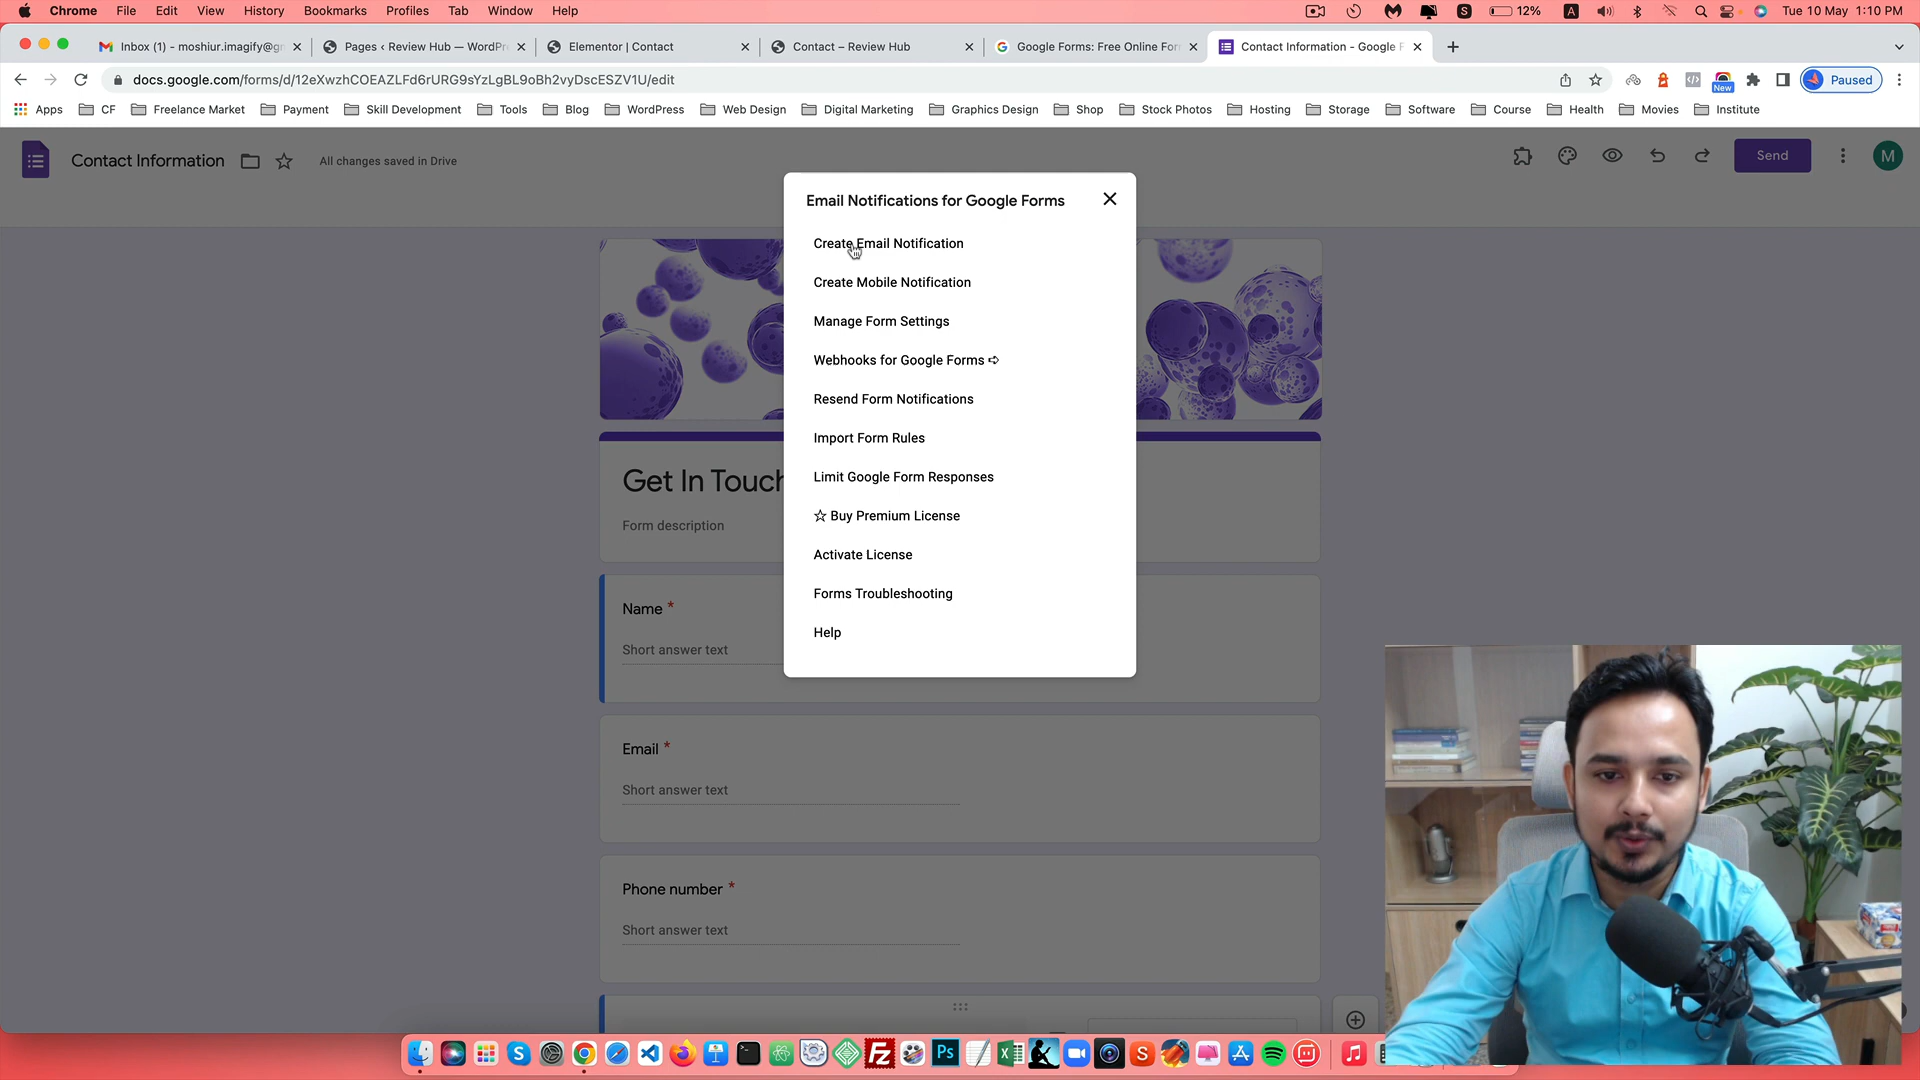 Chrome File Edit View History Bookmarks Profiles Tab Window Help
12% A Tue 10 May 1:10 PM
Inbox (1) - moshiur.imagify@gm
Pages ‹ Review Hub — WordPr
Elementor | Contact
Contact – Review Hub
Google Forms: Free Online For
Contact Information - Google F
docs.google.com/forms/d/12eXwzhCOEAZLFd6rURG9sYzLgBL9oBh2vyDscESZV1U/edit
New
Paused
Apps CF Freelance Market Payment Skill Development Tools Blog WordPress Web Design Digital Marketing Graphics Design Shop Stock Photos Hosting Storage Software Course Health Movies Institute
Contact Information
All changes saved in Drive
Send
M
Email Notifications for Google Forms
Create Email Notification
Create Mobile Notification
Manage Form Settings
Webhooks for Google Forms ➪
Resend Form Notifications
Import Form Rules
Limit Google Form Responses
☆ Buy Premium License
Activate License
Forms Troubleshooting
Help
Get In Touch
Form description
Name *
Short answer text
Email *
Short answer text
Phone number *
Short answer text